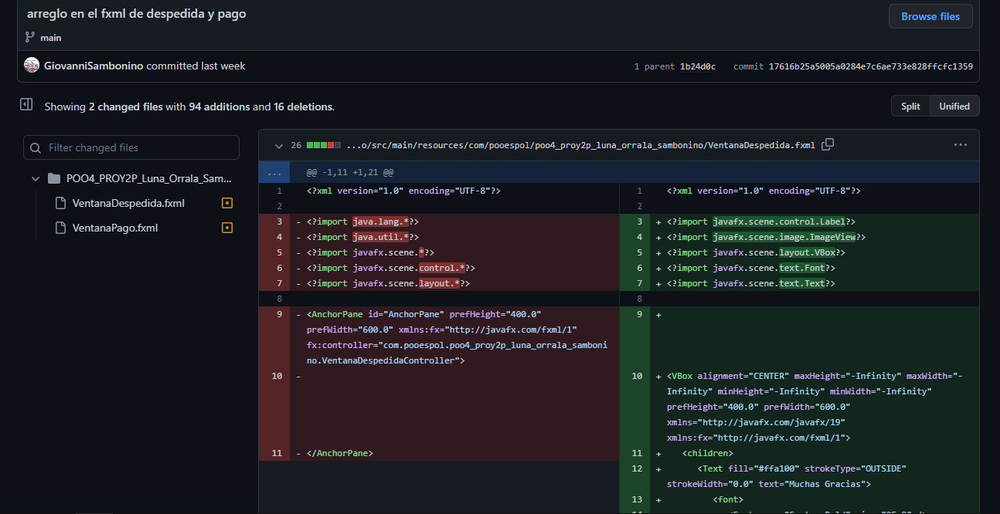 arreglo en el fxml de despedida y pago
Browse files
main
GiovanniSambonino committed last week
1 parent 1b24d0c commit 17616b25a5005a0284e7c6ae733e828ffcfc1359
Showing 2 changed files with 94 additions and 16 deletions.
Split Unified
Filter changed files
POO4_PROY2P_Luna_Orrala_Sam...
VentanaDespedida.fxml
VentanaPago.fxml
26 ...o/src/main/resources/com/pooespol/poo4_proy2p_luna_orrala_sambonino/VentanaDespedida.fxml ...
... @@ -1,11 +1,21 @@
1 <?xml version="1.0" encoding="UTF-8"?>
2
3 - <?import java.lang.*?>
4 - <?import java.util.*?>
5 - <?import javafx.scene.*?>
6 - <?import javafx.scene.control.*?>
7 - <?import javafx.scene.layout.*?>
8
9 - <AnchorPane id="AnchorPane" prefHeight="400.0"
prefWidth="600.0" xmlns:fx="http://javafx.com/fxml/1"
fx:controller="com.pooespol.poo4_proy2p_luna_orrala_samboni
no.VentanaDespedidaController">
10 -
11 - </AnchorPane>
1 <?xml version="1.0" encoding="UTF-8"?>
2
3 + <?import javafx.scene.control.Label?>
4 + <?import javafx.scene.image.ImageView?>
5 + <?import javafx.scene.layout.VBox?>
6 + <?import javafx.scene.text.Font?>
7 + <?import javafx.scene.text.Text?>
8
9 +
10 + <VBox alignment="CENTER" maxHeight="-Infinity" maxWidth="-
Infinity" minHeight="-Infinity" minWidth="-Infinity"
prefHeight="400.0" prefWidth="600.0"
xmlns="http://javafx.com/javafx/19"
xmlns:fx="http://javafx.com/fxml/1">
11 + <children>
12 + <Text fill="#ffa100" strokeType="OUTSIDE"
strokeWidth="0.0" text="Muchas Gracias">
13 + <font>